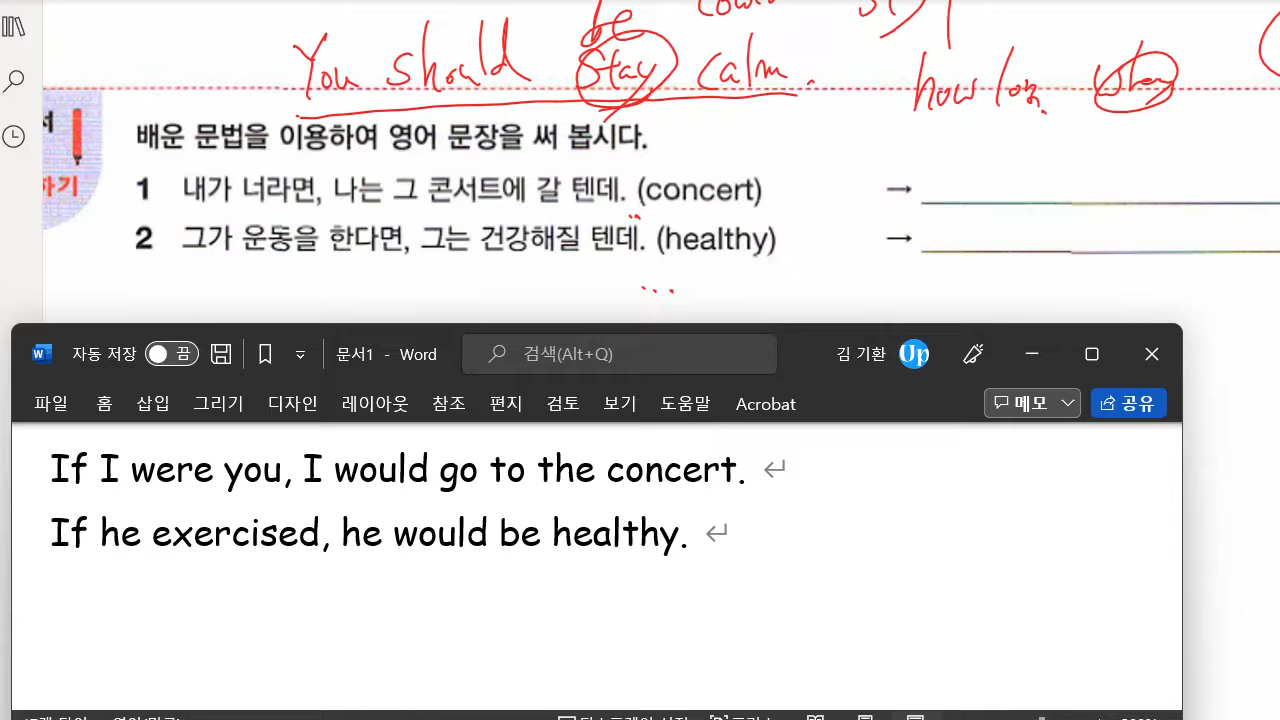 be
You should stay calm.
how long when
배운 문법을 이용하여 영어 문장을 써 봅시다.
하기
1 내가 너라면, 나는 그 콘서트에 갈 텐데. (concert) →
2 그가 운동을 한다면, 그는 건강해질 텐데. (healthy) →
...
자동 저장 끔 문서1 - Word 검색(Alt+Q) 김 기환 Up
파일 홈 삽입 그리기 디자인 레이아웃 참조 편지 검토 보기 도움말 Acrobat 메모 공유
If I were you, I would go to the concert.
If he exercised, he would be healthy.